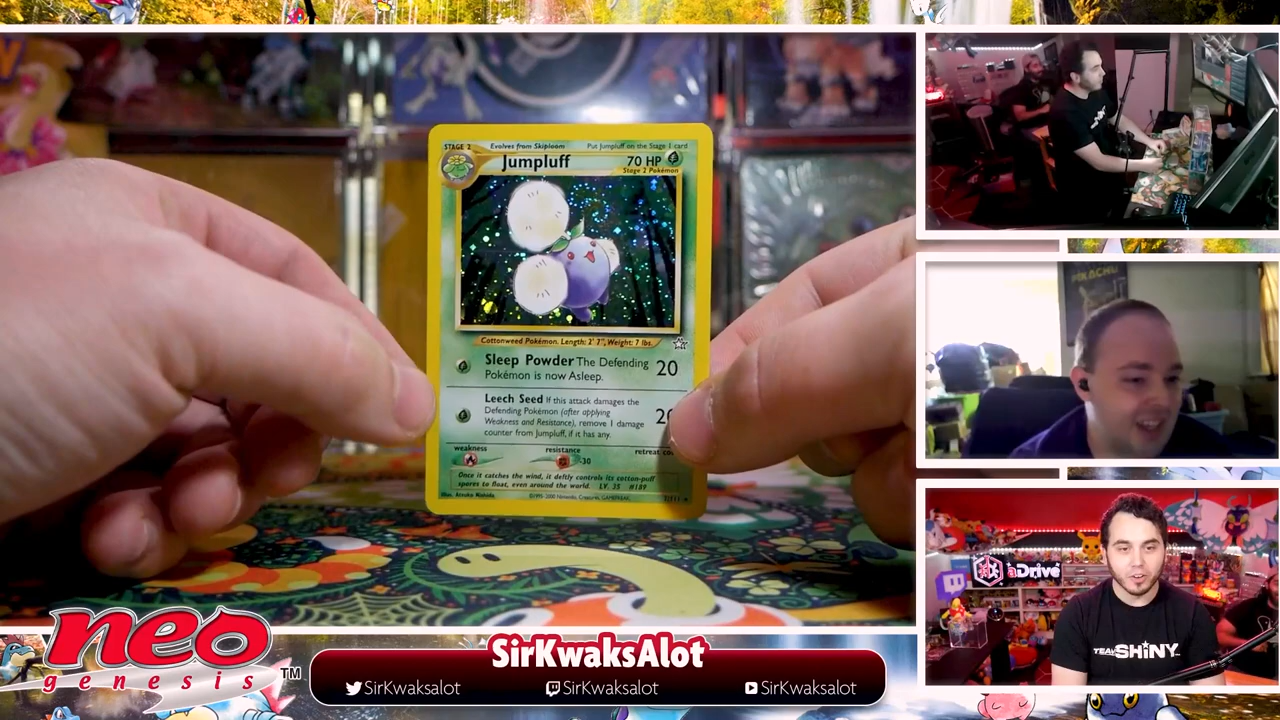 STAGE 2 Evolves from Skiploom Put Jumpluff on the Stage 1 card
Jumpluff 70 HP
Stage 2 Pokémon
Cottonweed Pokémon. Length: 2' 7", Weight: 7 lbs.
Sleep Powder The Defending
Pokémon is now Asleep. 20
Leech Seed If this attack damages the
Defending Pokémon (after applying
Weakness and Resistance), remove 1 damage
counter from Jumpluff, if it has any.
weakness resistance retreat
-30
Once it catches the wind, it deftly controls its cotton-puff
spores to float, even around the world. LV. 35 #189
PIKACHU
aDrive
TEAM SHiNY
SHiNY
neo
genesis™
SirKwaksAlot
SirKwaksalot SirKwaksalot SirKwaksalot